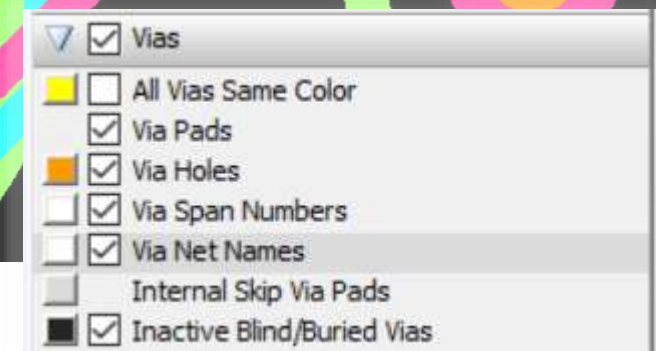 Vias
All Vias Same Color
Via Pads
Via Holes
Via Span Numbers
Via Net Names
Internal Skip Via Pads
Inactive Blind/Buried Vias